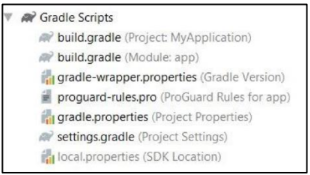 Gradle Scripts
build.gradle (Project: MyApplication)
build.gradle (Module: app)
gradle-wrapper.properties (Gradle Version)
proguard-rules.pro (ProGuard Rules for app)
gradle.properties (Project Properties)
settings.gradle (Project Settings)
local.properties (SDK Location)